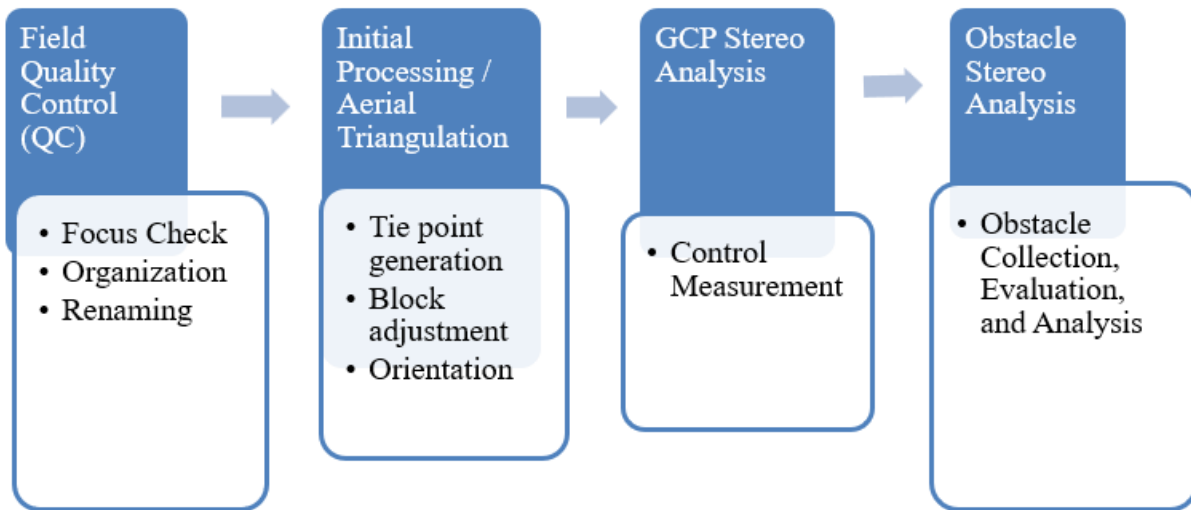 Field
Quality
Control
(QC)
• Focus Check
• Organization
• Renaming
Initial
Processing /
Aerial
Triangulation
• Tie point
generation
• Block
adjustment
• Orientation
GCP Stereo
Analysis
• Control
Measurement
Obstacle
Stereo
Analysis
• Obstacle
Collection,
Evaluation,
and Analysis